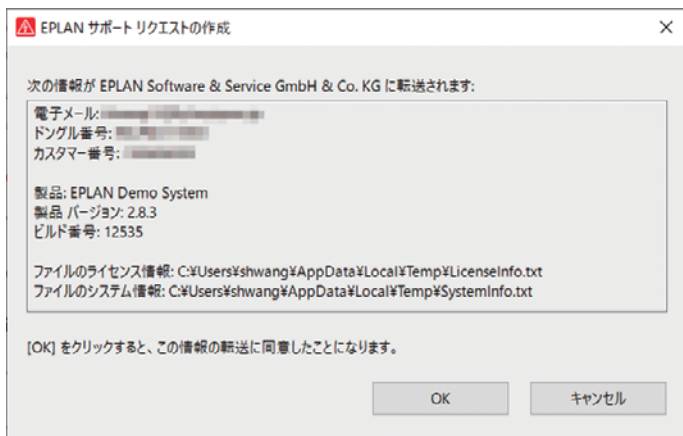 EPLAN サポート リクエストの作成
次の情報が EPLAN Software & Service GmbH & Co. KG に転送されます:
電子メール:
ドングル番号:
カスタマー番号:
製品: EPLAN Demo System
製品 バージョン: 2.8.3
ビルド番号: 12535
ファイルのライセンス情報: C:¥Users¥shwang¥AppData¥Local¥Temp¥LicenseInfo.txt
ファイルのシステム情報: C:¥Users¥shwang¥AppData¥Local¥Temp¥SystemInfo.txt
[OK] をクリックすると、この情報の転送に同意したことになります。
OK キャンセル